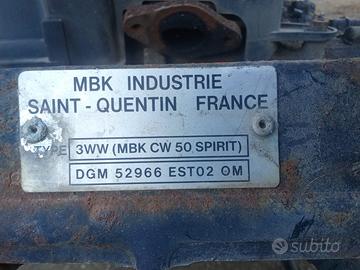 MBK INDUSTRIE
SAINT - QUENTIN FRANCE
TYPE 3WW (MBK CW 50 SPIRIT)
DGM 52966 EST02 OM
subito